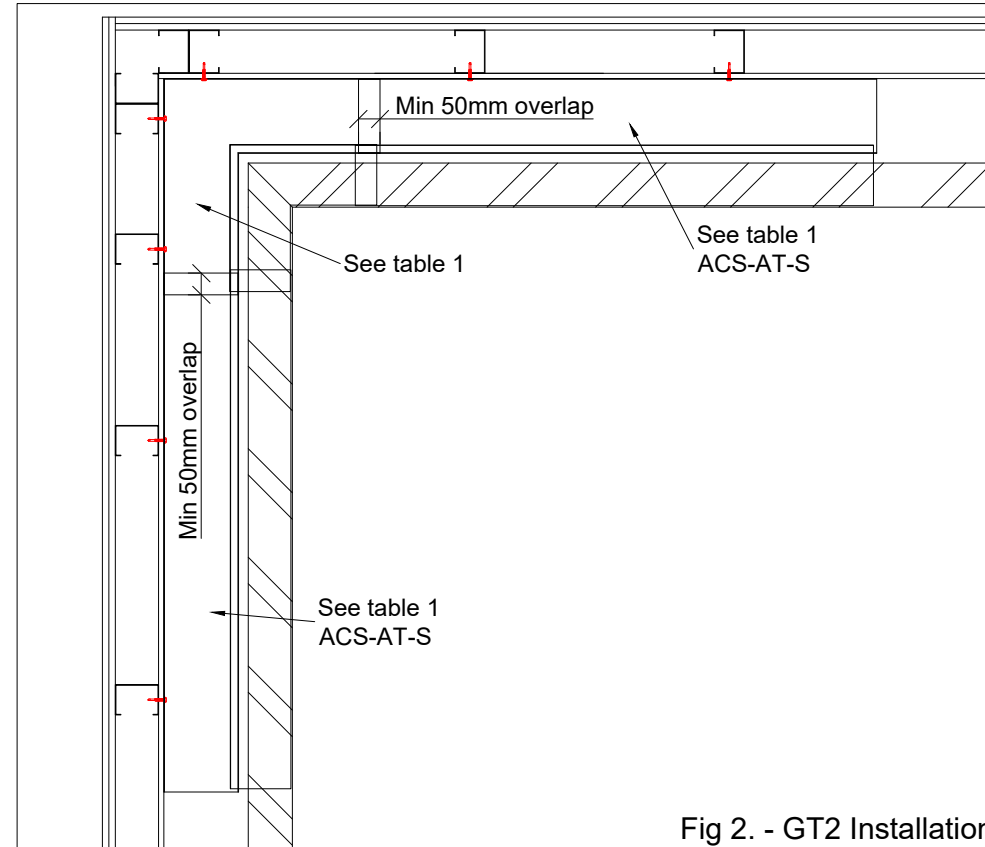 Min 50mm overlap
See table 1
ACS-AT-S
See table 1
Min 50mm overlap
See table 1
ACS-AT-S
Fig 2. - GT2 Installation